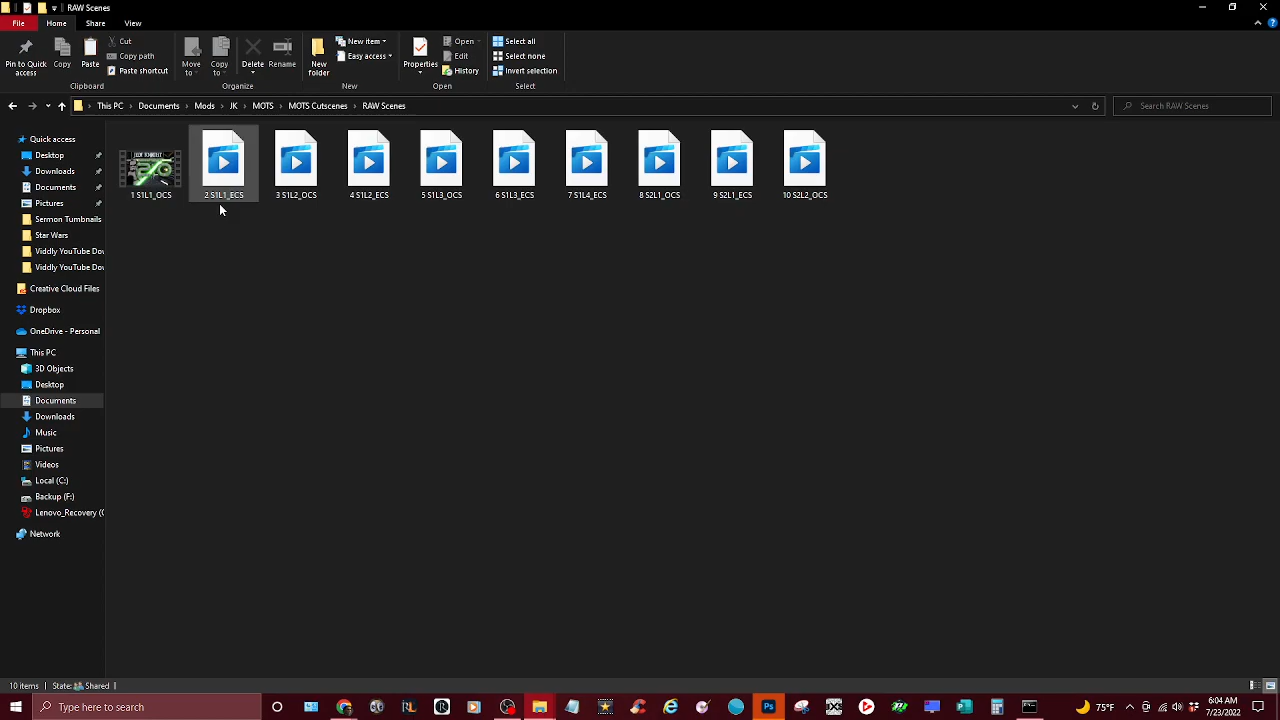 RAW Scenes
File Home Share View
Pin to Quick access
Copy
Paste
Cut
Copy path
Paste shortcut
Clipboard
Move to
Copy to
Delete
Rename
Organize
New folder
New item
Easy access
New
Properties
Open
Edit
History
Open
Select all
Select none
Invert selection
Select
This PC Documents Mods JK MOTS MOTS Cutscenes RAW Scenes
Search RAW Scenes
Quick access
Desktop
Downloads
Documents
Pictures
Sermon Tumbnails
Star Wars
Viddly YouTube Dov
Viddly YouTube Dov
Creative Cloud Files
Dropbox
OneDrive - Personal
This PC
3D Objects
Desktop
Documents
Downloads
Music
Pictures
Videos
Local (C:)
Backup (F:)
Lenovo_Recovery (
Network
1 S1L1_OCS
2 S1L1_ECS
3 S1L2_OCS
4 S1L2_ECS
5 S1L3_OCS
6 S1L3_ECS
7 S1L4_ECS
8 S2L1_OCS
9 S2L1_ECS
10 S2L2_OCS
10 items State: Shared
Type here to search
75°F
6:04 AM
7/23/2022